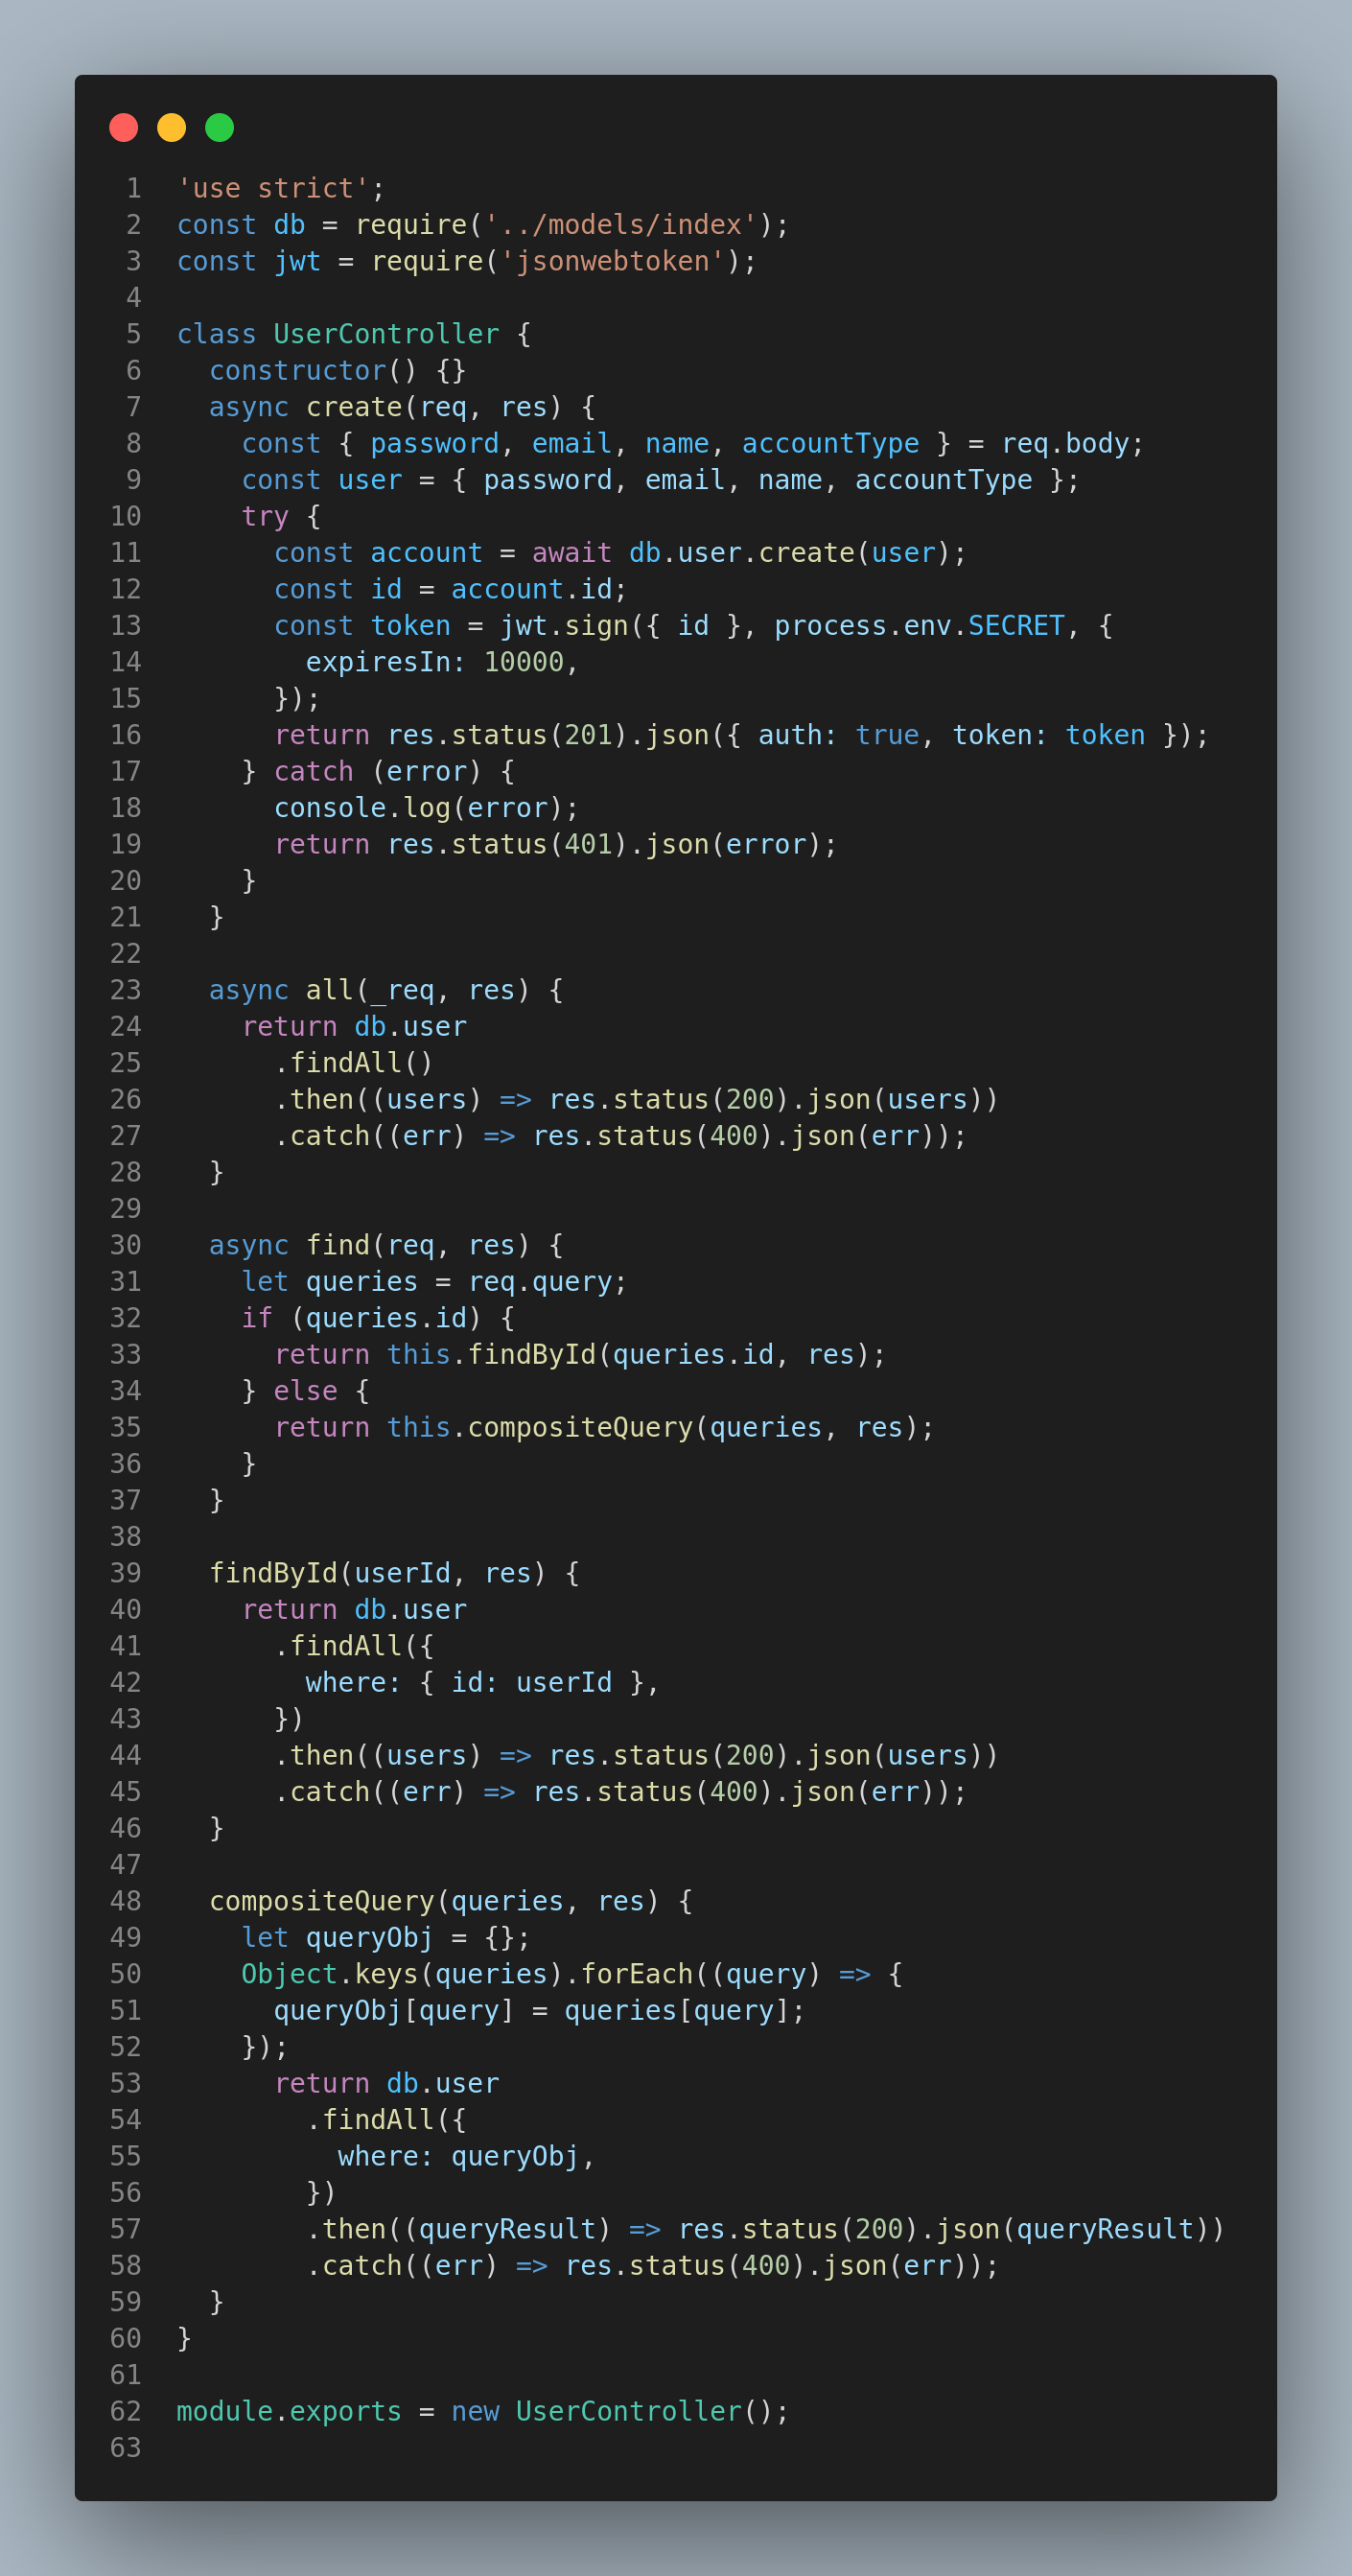 1 'use strict';
2 const db = require('../models/index');
3 const jwt = require('jsonwebtoken');
4
5 class UserController {
6   constructor() {}
7   async create(req, res) {
8     const { password, email, name, accountType } = req.body;
9     const user = { password, email, name, accountType };
10     try {
11       const account = await db.user.create(user);
12       const id = account.id;
13       const token = jwt.sign({ id }, process.env.SECRET, {
14         expiresIn: 10000,
15       });
16       return res.status(201).json({ auth: true, token: token });
17     } catch (error) {
18       console.log(error);
19       return res.status(401).json(error);
20     }
21   }
22
23   async all(_req, res) {
24     return db.user
25       .findAll()
26       .then((users) => res.status(200).json(users))
27       .catch((err) => res.status(400).json(err));
28   }
29
30   async find(req, res) {
31     let queries = req.query;
32     if (queries.id) {
33       return this.findById(queries.id, res);
34     } else {
35       return this.compositeQuery(queries, res);
36     }
37   }
38
39   findById(userId, res) {
40     return db.user
41       .findAll({
42         where: { id: userId },
43       })
44       .then((users) => res.status(200).json(users))
45       .catch((err) => res.status(400).json(err));
46   }
47
48   compositeQuery(queries, res) {
49     let queryObj = {};
50     Object.keys(queries).forEach((query) => {
51       queryObj[query] = queries[query];
52     });
53       return db.user
54         .findAll({
55           where: queryObj,
56         })
57         .then((queryResult) => res.status(200).json(queryResult))
58         .catch((err) => res.status(400).json(err));
59   }
60 }
61
62 module.exports = new UserController();
63